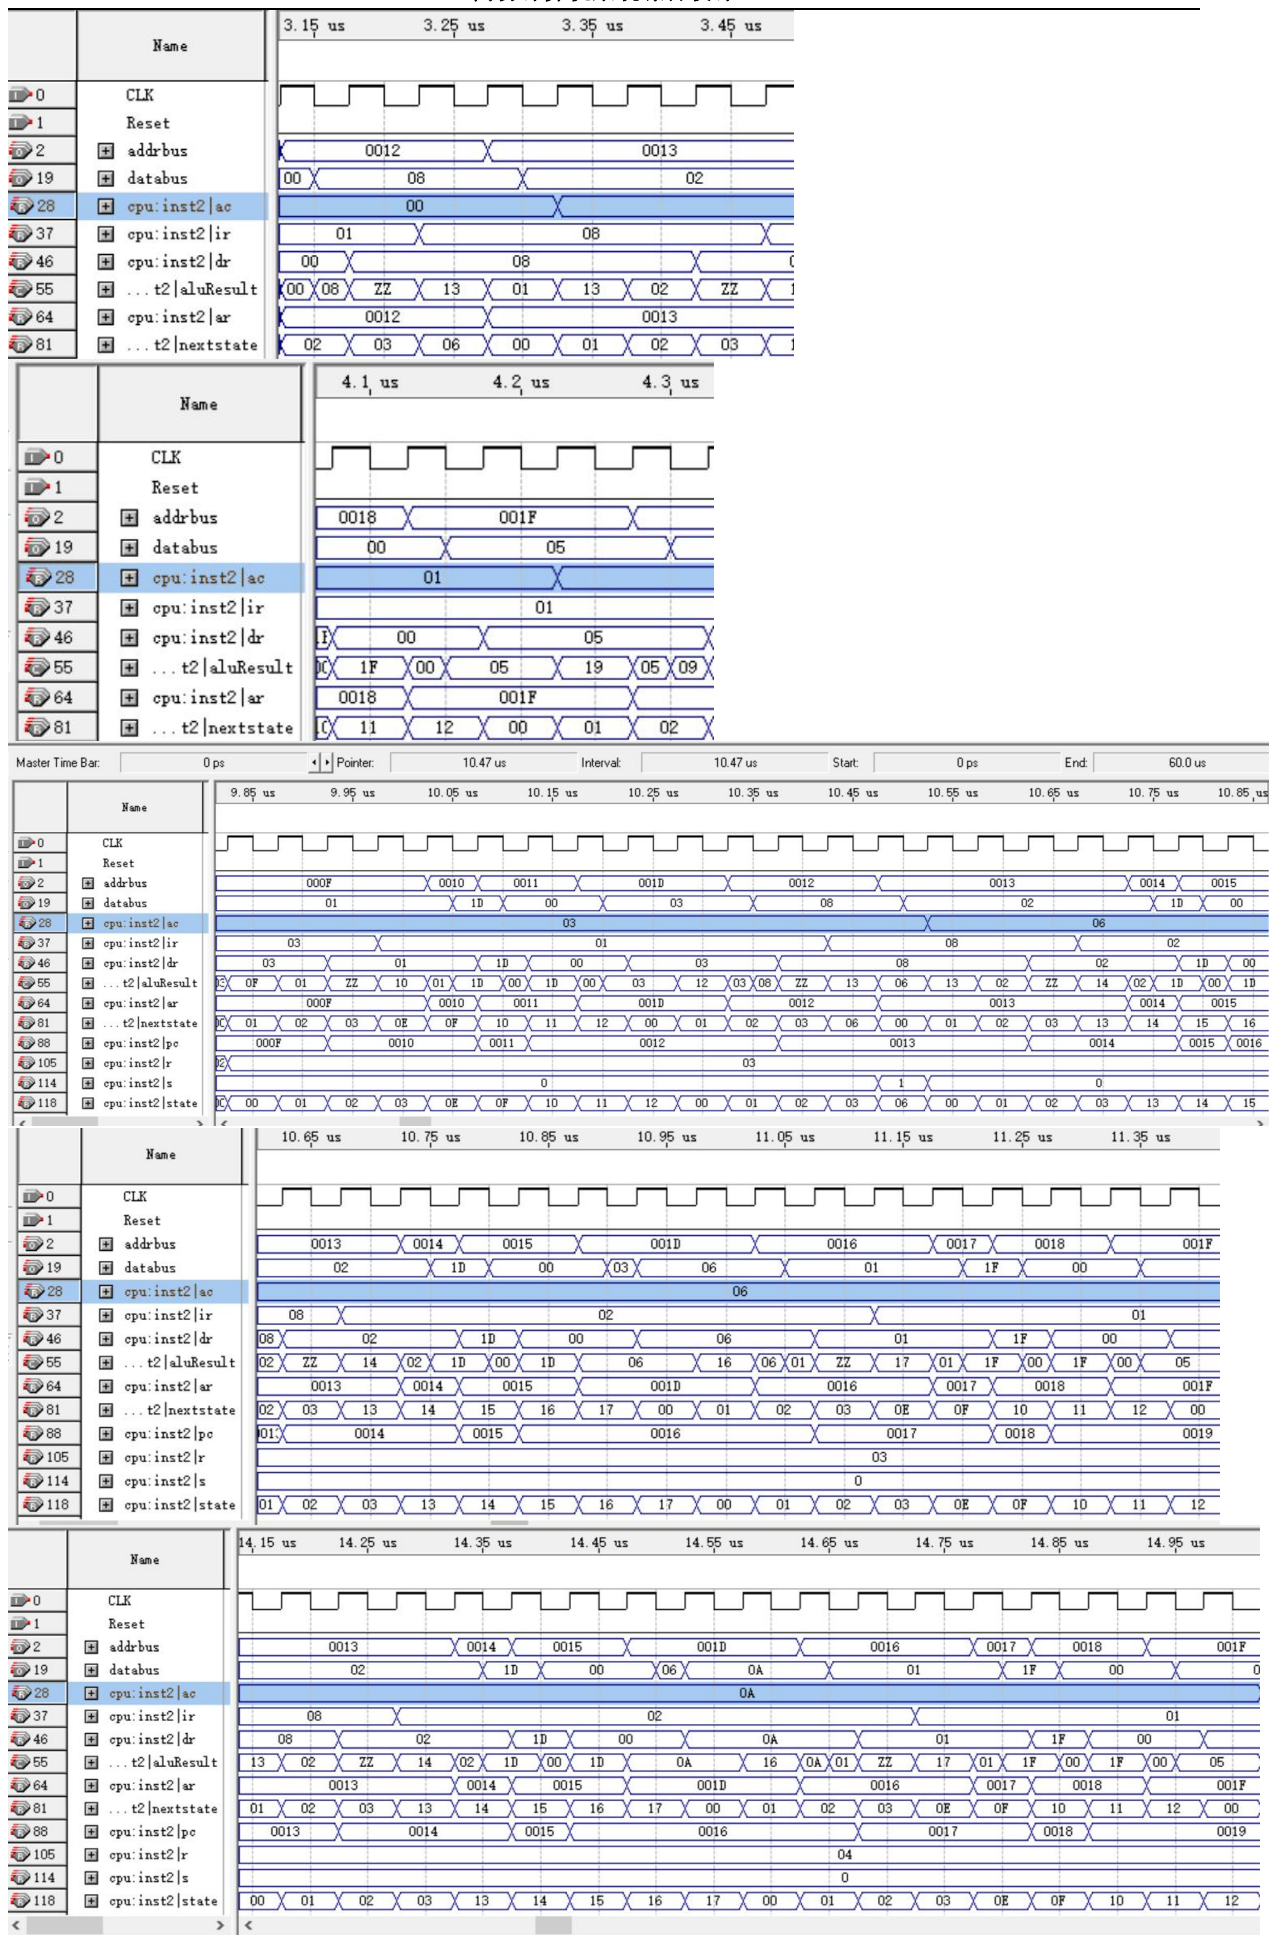 3.15 us 3.25 us 3.35 us 3.45 us
Name
0 CLK
1 Reset
2 addrbus 0012 0013
19 databus 00 08 02
28 cpu:inst2|ac 00
37 cpu:inst2|ir 01 08
46 cpu:inst2|dr 00 08
55 ...t2|aluResult 00 08 ZZ 13 01 13 02 ZZ
64 cpu:inst2|ar 0012 0013
81 ...t2|nextstate 02 03 06 00 01 02 03
4.1 us 4.2 us 4.3 us
Name
0 CLK
1 Reset
2 addrbus 0018 001F
19 databus 00 05
28 cpu:inst2|ac 01
37 cpu:inst2|ir 01
46 cpu:inst2|dr 00 05
55 ...t2|aluResult 1F 00 05 19 05 09
64 cpu:inst2|ar 0018 001F
81 ...t2|nextstate 11 12 00 01 02
Master Time Bar: 0 ps Pointer: 10.47 us Interval: 10.47 us Start: 0 ps End: 60.0 us
9.85 us 9.95 us 10.05 us 10.15 us 10.25 us 10.35 us 10.45 us 10.55 us 10.65 us 10.75 us 10.85 us
Name
0 CLK
1 Reset
2 addrbus 000F 0010 0011 001D 0012 0013 0014 0015
19 databus 01 1D 00 03 08 02 1D 00
28 cpu:inst2|ac 03 06
37 cpu:inst2|ir 03 01 08 02
46 cpu:inst2|dr 03 01 1D 00 03 08 02 1D 00
55 ...t2|aluResult 03 0F 01 ZZ 10 01 1D 00 1D 00 03 12 03 08 ZZ 13 06 13 02 ZZ 14 02 1D 00 1D
64 cpu:inst2|ar 000F 0010 0011 001D 0012 0013 0014 0015
81 ...t2|nextstate 01 02 03 0E 0F 10 11 12 00 01 02 03 06 00 01 02 03 13 14 15 16
88 cpu:inst2|pc 000F 0010 0011 0012 0013 0014 0015 0016
105 cpu:inst2|r 02 03
114 cpu:inst2|s 0 1 0
118 cpu:inst2|state 00 01 02 03 0E 0F 10 11 12 00 01 02 03 06 00 01 02 03 13 14 15
10.65 us 10.75 us 10.85 us 10.95 us 11.05 us 11.15 us 11.25 us 11.35 us
Name
0 CLK
1 Reset
2 addrbus 0013 0014 0015 001D 0016 0017 0018 001F
19 databus 02 1D 00 03 06 01 1F 00
28 cpu:inst2|ac 06
37 cpu:inst2|ir 08 02 01
46 cpu:inst2|dr 08 02 1D 00 06 01 1F 00
55 ...t2|aluResult 02 ZZ 14 02 1D 00 1D 06 16 06 01 ZZ 17 01 1F 00 1F 00 05
64 cpu:inst2|ar 0013 0014 0015 001D 0016 0017 0018 001F
81 ...t2|nextstate 02 03 13 14 15 16 17 00 01 02 03 0E 0F 10 11 12 00
88 cpu:inst2|pc 0014 0015 0016 0017 0018 0019
105 cpu:inst2|r 03
114 cpu:inst2|s 0
118 cpu:inst2|state 01 02 03 13 14 15 16 17 00 01 02 03 0E 0F 10 11 12
14.15 us 14.25 us 14.35 us 14.45 us 14.55 us 14.65 us 14.75 us 14.85 us 14.95 us
Name
0 CLK
1 Reset
2 addrbus 0013 0014 0015 001D 0016 0017 0018 001F
19 databus 02 1D 00 06 0A 01 1F 00
28 cpu:inst2|ac 0A
37 cpu:inst2|ir 08 02 01
46 cpu:inst2|dr 08 02 1D 00 0A 01 1F 00
55 ...t2|aluResult 13 02 ZZ 14 02 1D 00 1D 0A 16 0A 01 ZZ 17 01 1F 00 1F 00 05
64 cpu:inst2|ar 0013 0014 0015 001D 0016 0017 0018 001F
81 ...t2|nextstate 01 02 03 13 14 15 16 17 00 01 02 03 0E 0F 10 11 12 00
88 cpu:inst2|pc 0013 0014 0015 0016 0017 0018 0019
105 cpu:inst2|r 04
114 cpu:inst2|s 0
118 cpu:inst2|state 00 01 02 03 13 14 15 16 17 00 01 02 03 0E 0F 10 11 12